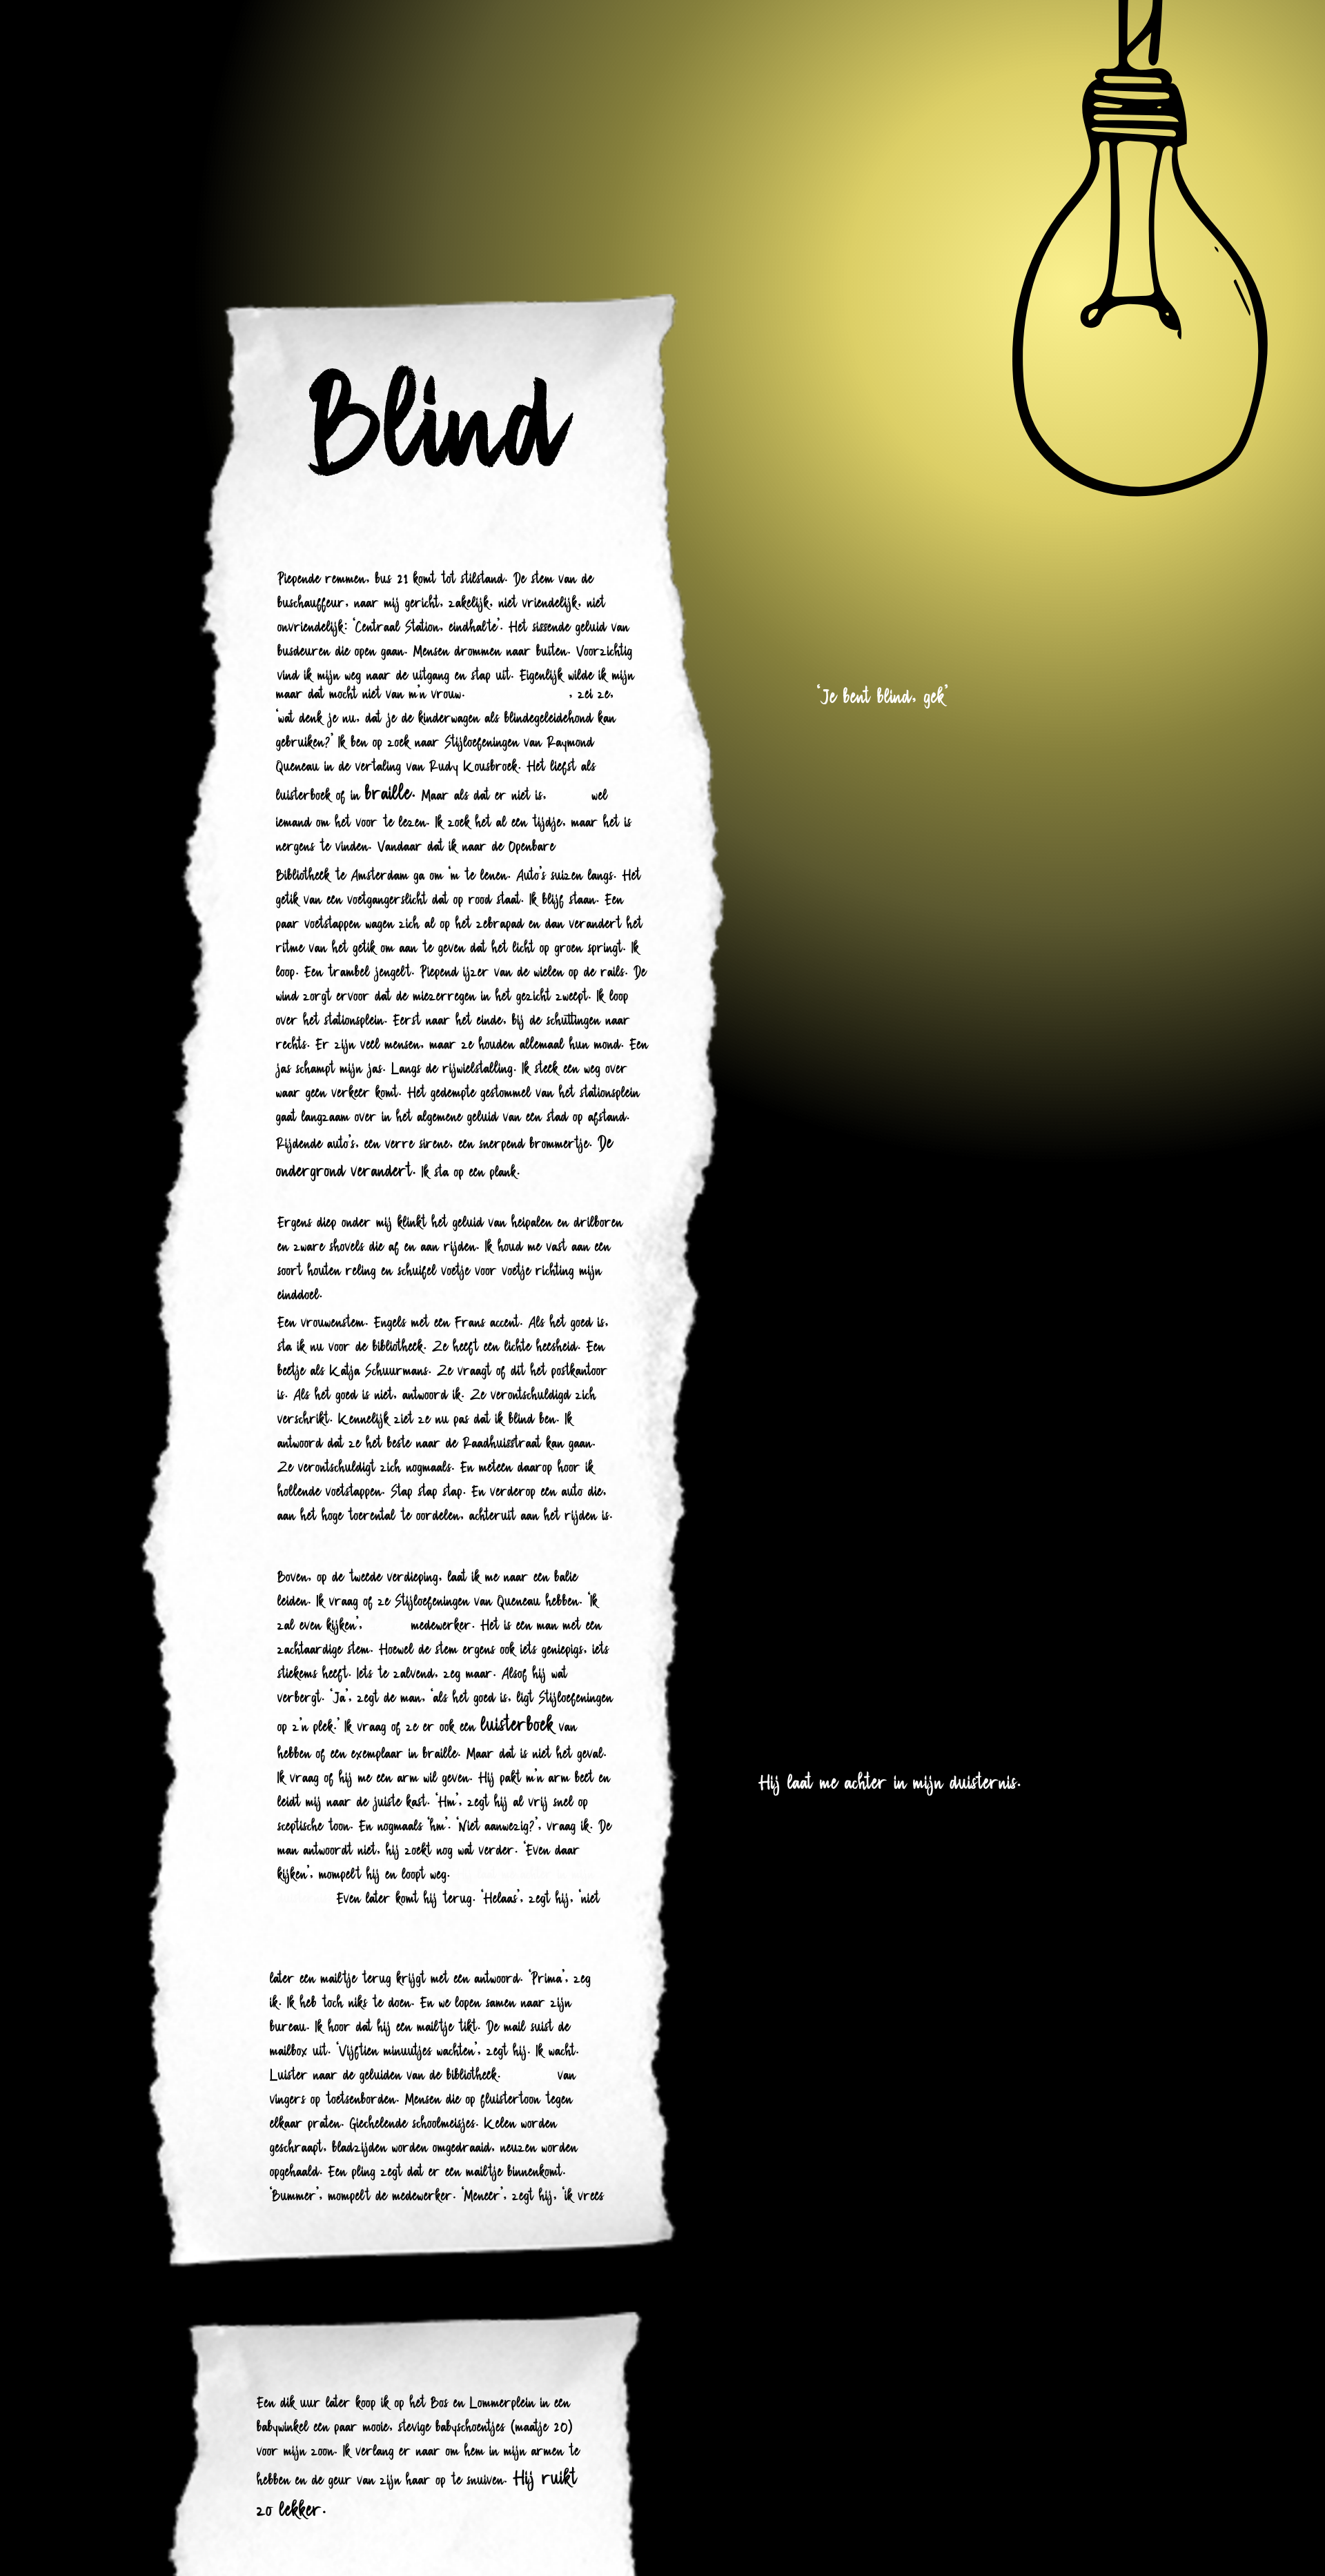 Blind
Piepende remmen, bus 21 komt tot stilstand. De stem van de
buschauffeur, naar mij gericht, zakelijk, niet vriendelijk, niet
onvriendelijk: 'Centraal Station, eindhalte'. Het sissende geluid van
busdeuren die open gaan. Mensen drommen naar buiten. Voorzichtig
vind ik mijn weg naar de uitgang en stap uit. Eigenlijk wilde ik mijn
maar dat mocht niet van m'n vrouw. , zei ze,
'Je bent blind, gek'
'wat denk je nu, dat je de kinderwagen als blindegeleidehond kan
gebruiken?' Ik ben op zoek naar Stijloefeningen van Raymond
Queneau in de vertaling van Rudy Kousbroek. Het liefst als
luisterboek of in braille. Maar als dat er niet is, wel
iemand om het voor te lezen. Ik zoek het al een tijdje, maar het is
nergens te vinden. Vandaar dat ik naar de Openbare
Bibliotheek te Amsterdam ga om 'm te lenen. Auto's suizen langs. Het
getik van een voetgangerslicht dat op rood staat. Ik blijf staan. Een
paar voetstappen wagen zich al op het zebrapad en dan verandert het
ritme van het getik om aan te geven dat het licht op groen springt. Ik
loop. Een trambel jengelt. Piepend ijzer van de wielen op de rails. De
wind zorgt ervoor dat de miezerregen in het gezicht zweept. Ik loop
over het stationsplein. Eerst naar het einde, bij de schuttingen naar
rechts. Er zijn veel mensen, maar ze houden allemaal hun mond. Een
jas schampt mijn jas. Langs de rijwielstalling. Ik steek een weg over
waar geen verkeer komt. Het gedempte gestommel van het stationsplein
gaat langzaam over in het algemene geluid van een stad op afstand.
Rijdende auto's, een verre sirene, een snerpend brommertje. De
ondergrond verandert. Ik sta op een plank.
Ergens diep onder mij klinkt het geluid van heipalen en drilboren
en zware shovels die af en aan rijden. Ik houd me vast aan een
soort houten reling en schuifel voetje voor voetje richting mijn
einddoel.
Een vrouwenstem. Engels met een Frans accent. Als het goed is,
sta ik nu voor de bibliotheek. Ze heeft een lichte heesheid. Een
beetje als Katja Schuurmans. Ze vraagt of dit het postkantoor
is. Als het goed is niet, antwoord ik. Ze verontschuldigd zich
verschrikt. Kennelijk ziet ze nu pas dat ik blind ben. Ik
antwoord dat ze het beste naar de Raadhuisstraat kan gaan.
Ze verontschuldigt zich nogmaals. En meteen daarop hoor ik
hollende voetstappen. Stap stap stap. En verderop een auto die,
aan het hoge toerental te oordelen, achteruit aan het rijden is.
Boven, op de tweede verdieping, laat ik me naar een balie
leiden. Ik vraag of ze Stijloefeningen van Queneau hebben. 'Ik
zal even kijken', medewerker. Het is een man met een
zachtaardige stem. Hoewel de stem ergens ook iets geniepigs, iets
stiekems heeft. Iets te zalvend, zeg maar. Alsof hij wat
verbergt. 'Ja', zegt de man, 'als het goed is, ligt Stijloefeningen
op z'n plek.' Ik vraag of ze er ook een luisterboek van
hebben of een exemplaar in braille. Maar dat is niet het geval.
Ik vraag of hij me een arm wil geven. Hij pakt m'n arm beet en
Hij laat me achter in mijn duisternis.
leidt mij naar de juiste kast. 'Hm', zegt hij al vrij snel op
sceptische toon. En nogmaals 'hm'. 'Niet aanwezig?', vraag ik. De
man antwoordt niet, hij zoekt nog wat verder. 'Even daar
kijken', mompelt hij en loopt weg.
Even later komt hij terug. 'Helaas', zegt hij, 'niet
later een mailtje terug krijgt met een antwoord. 'Prima', zeg
ik. Ik heb toch niks te doen. En we lopen samen naar zijn
bureau. Ik hoor dat hij een mailtje tikt. De mail suist de
mailbox uit. 'Vijftien minuutjes wachten', zegt hij. Ik wacht.
Luister naar de geluiden van de bibliotheek. van
vingers op toetsenborden. Mensen die op fluistertoon tegen
elkaar praten. Giechelende schoolmeisjes. Kelen worden
geschraapt, bladzijden worden omgedraaid, neuzen worden
opgehaald. Een pling zegt dat er een mailtje binnenkomt.
'Bummer', mompelt de medewerker. 'Meneer', zegt hij, 'ik vrees
Een dik uur later koop ik op het Bos en Lommerplein in een
babywinkel een paar mooie, stevige babyschoentjes (maatje 20)
voor mijn zoon. Ik verlang er naar om hem in mijn armen te
hebben en de geur van zijn haar op te snuiven. Hij ruikt
zo lekker.